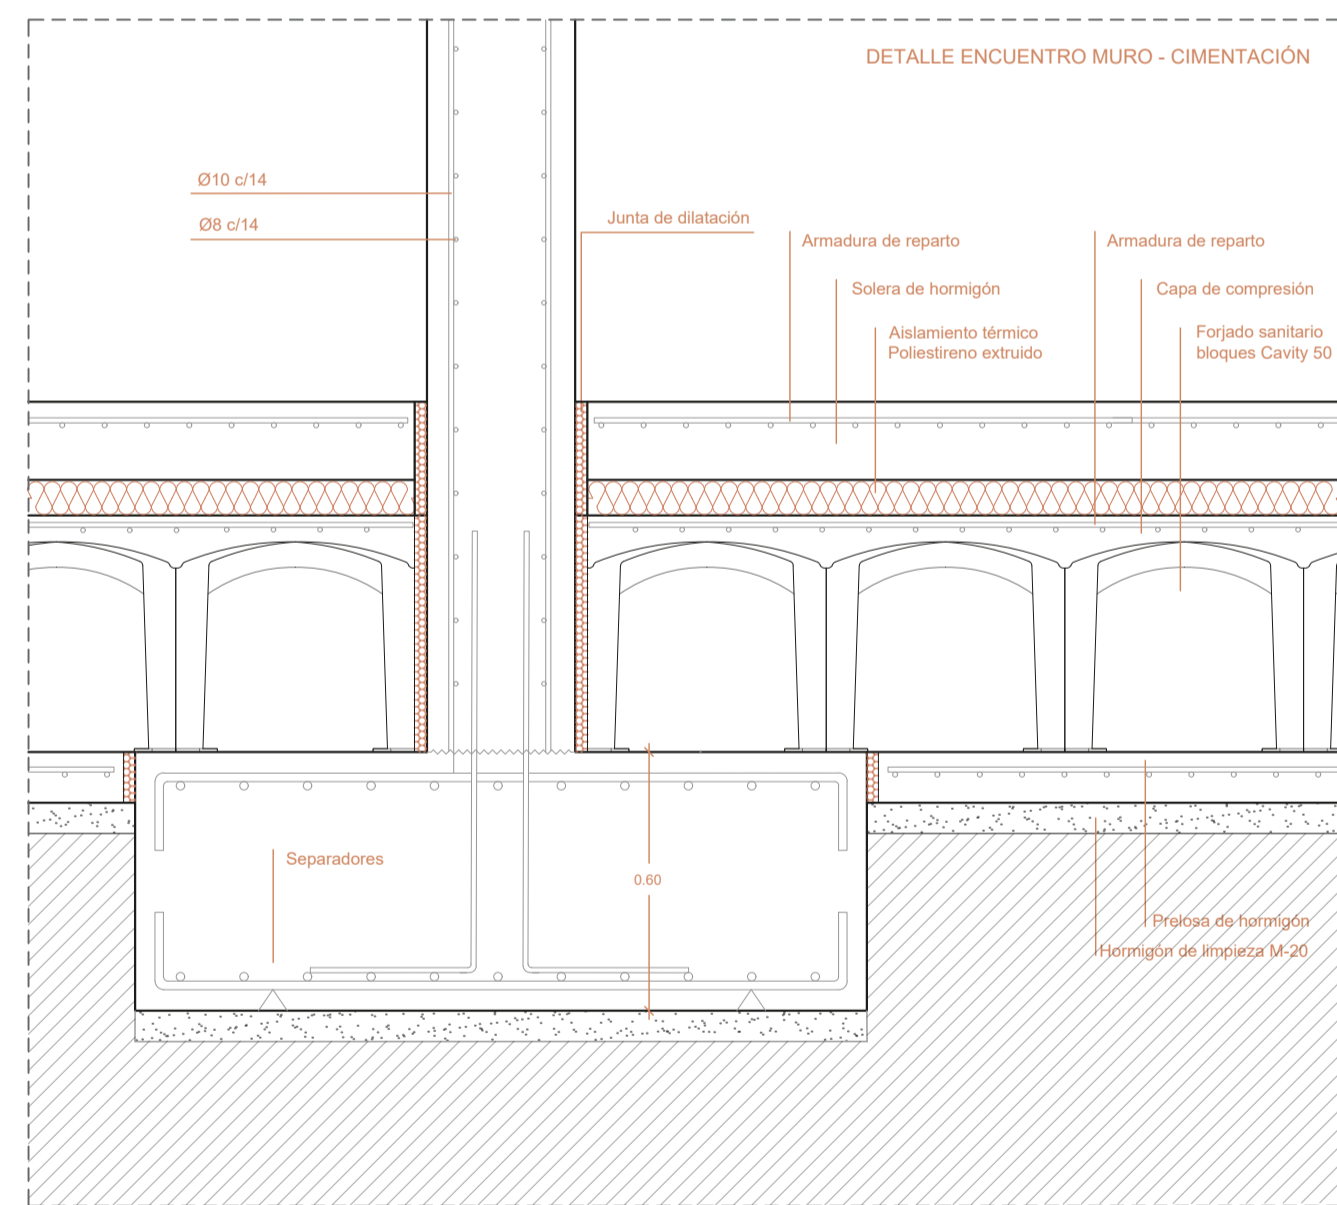 DETALLE ENCUENTRO MURO - CIMENTACIÓN
Ø10 c/14
Ø8 c/14
Junta de dilatación
Armadura de reparto
Solera de hormigón
Aislamiento térmico
Poliestireno extruido
Armadura de reparto
Capa de compresión
Forjado sanitario
bloques Cavity 50
Separadores
0.60
Prelosa de hormigón
Hormigón de limpieza M-20